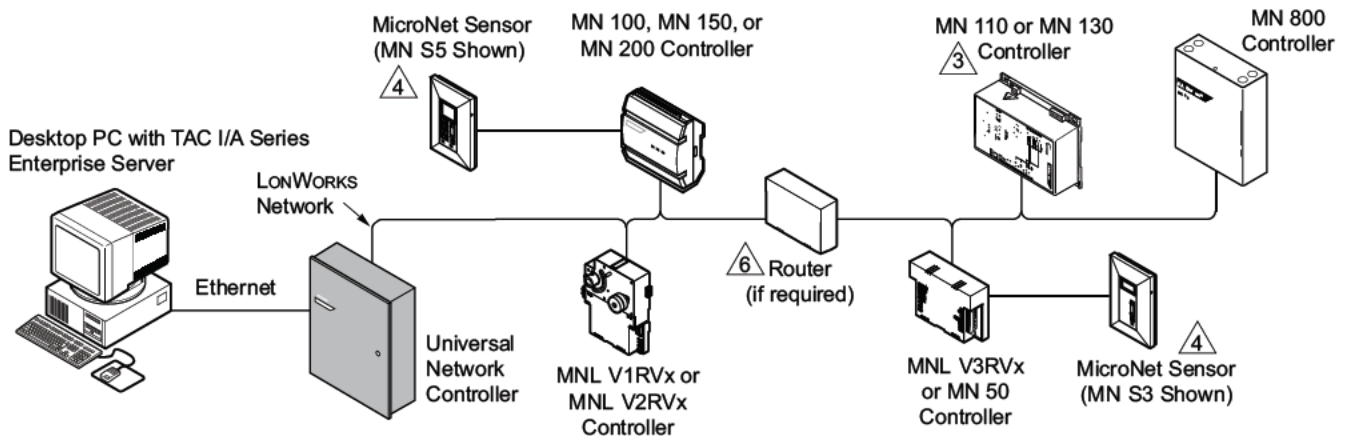 MicroNet Sensor
(MN S5 Shown)
4
MN 100, MN 150, or
MN 200 Controller
MN 110 or MN 130
3 Controller
MN 800
Controller
Desktop PC with TAC I/A Series
Enterprise Server
LONWORKS
Network
Ethernet
Universal
Network
Controller
MNL V1RVx or
MNL V2RVx
Controller
6 Router
(if required)
MNL V3RVx
or MN 50
Controller
4
MicroNet Sensor
(MN S3 Shown)